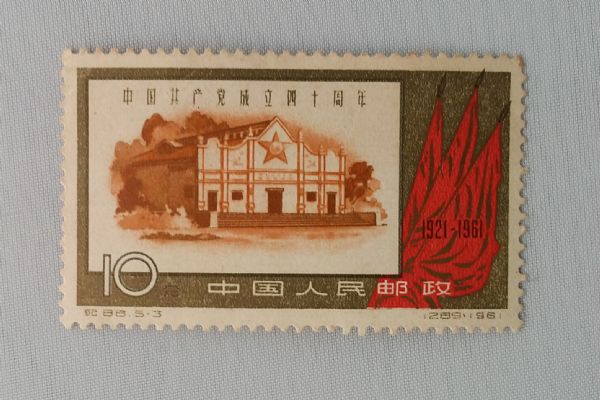 中国共产党成立四十周年
1921-1961
10分
中国人民邮政
纪88.5-3
(289)1961